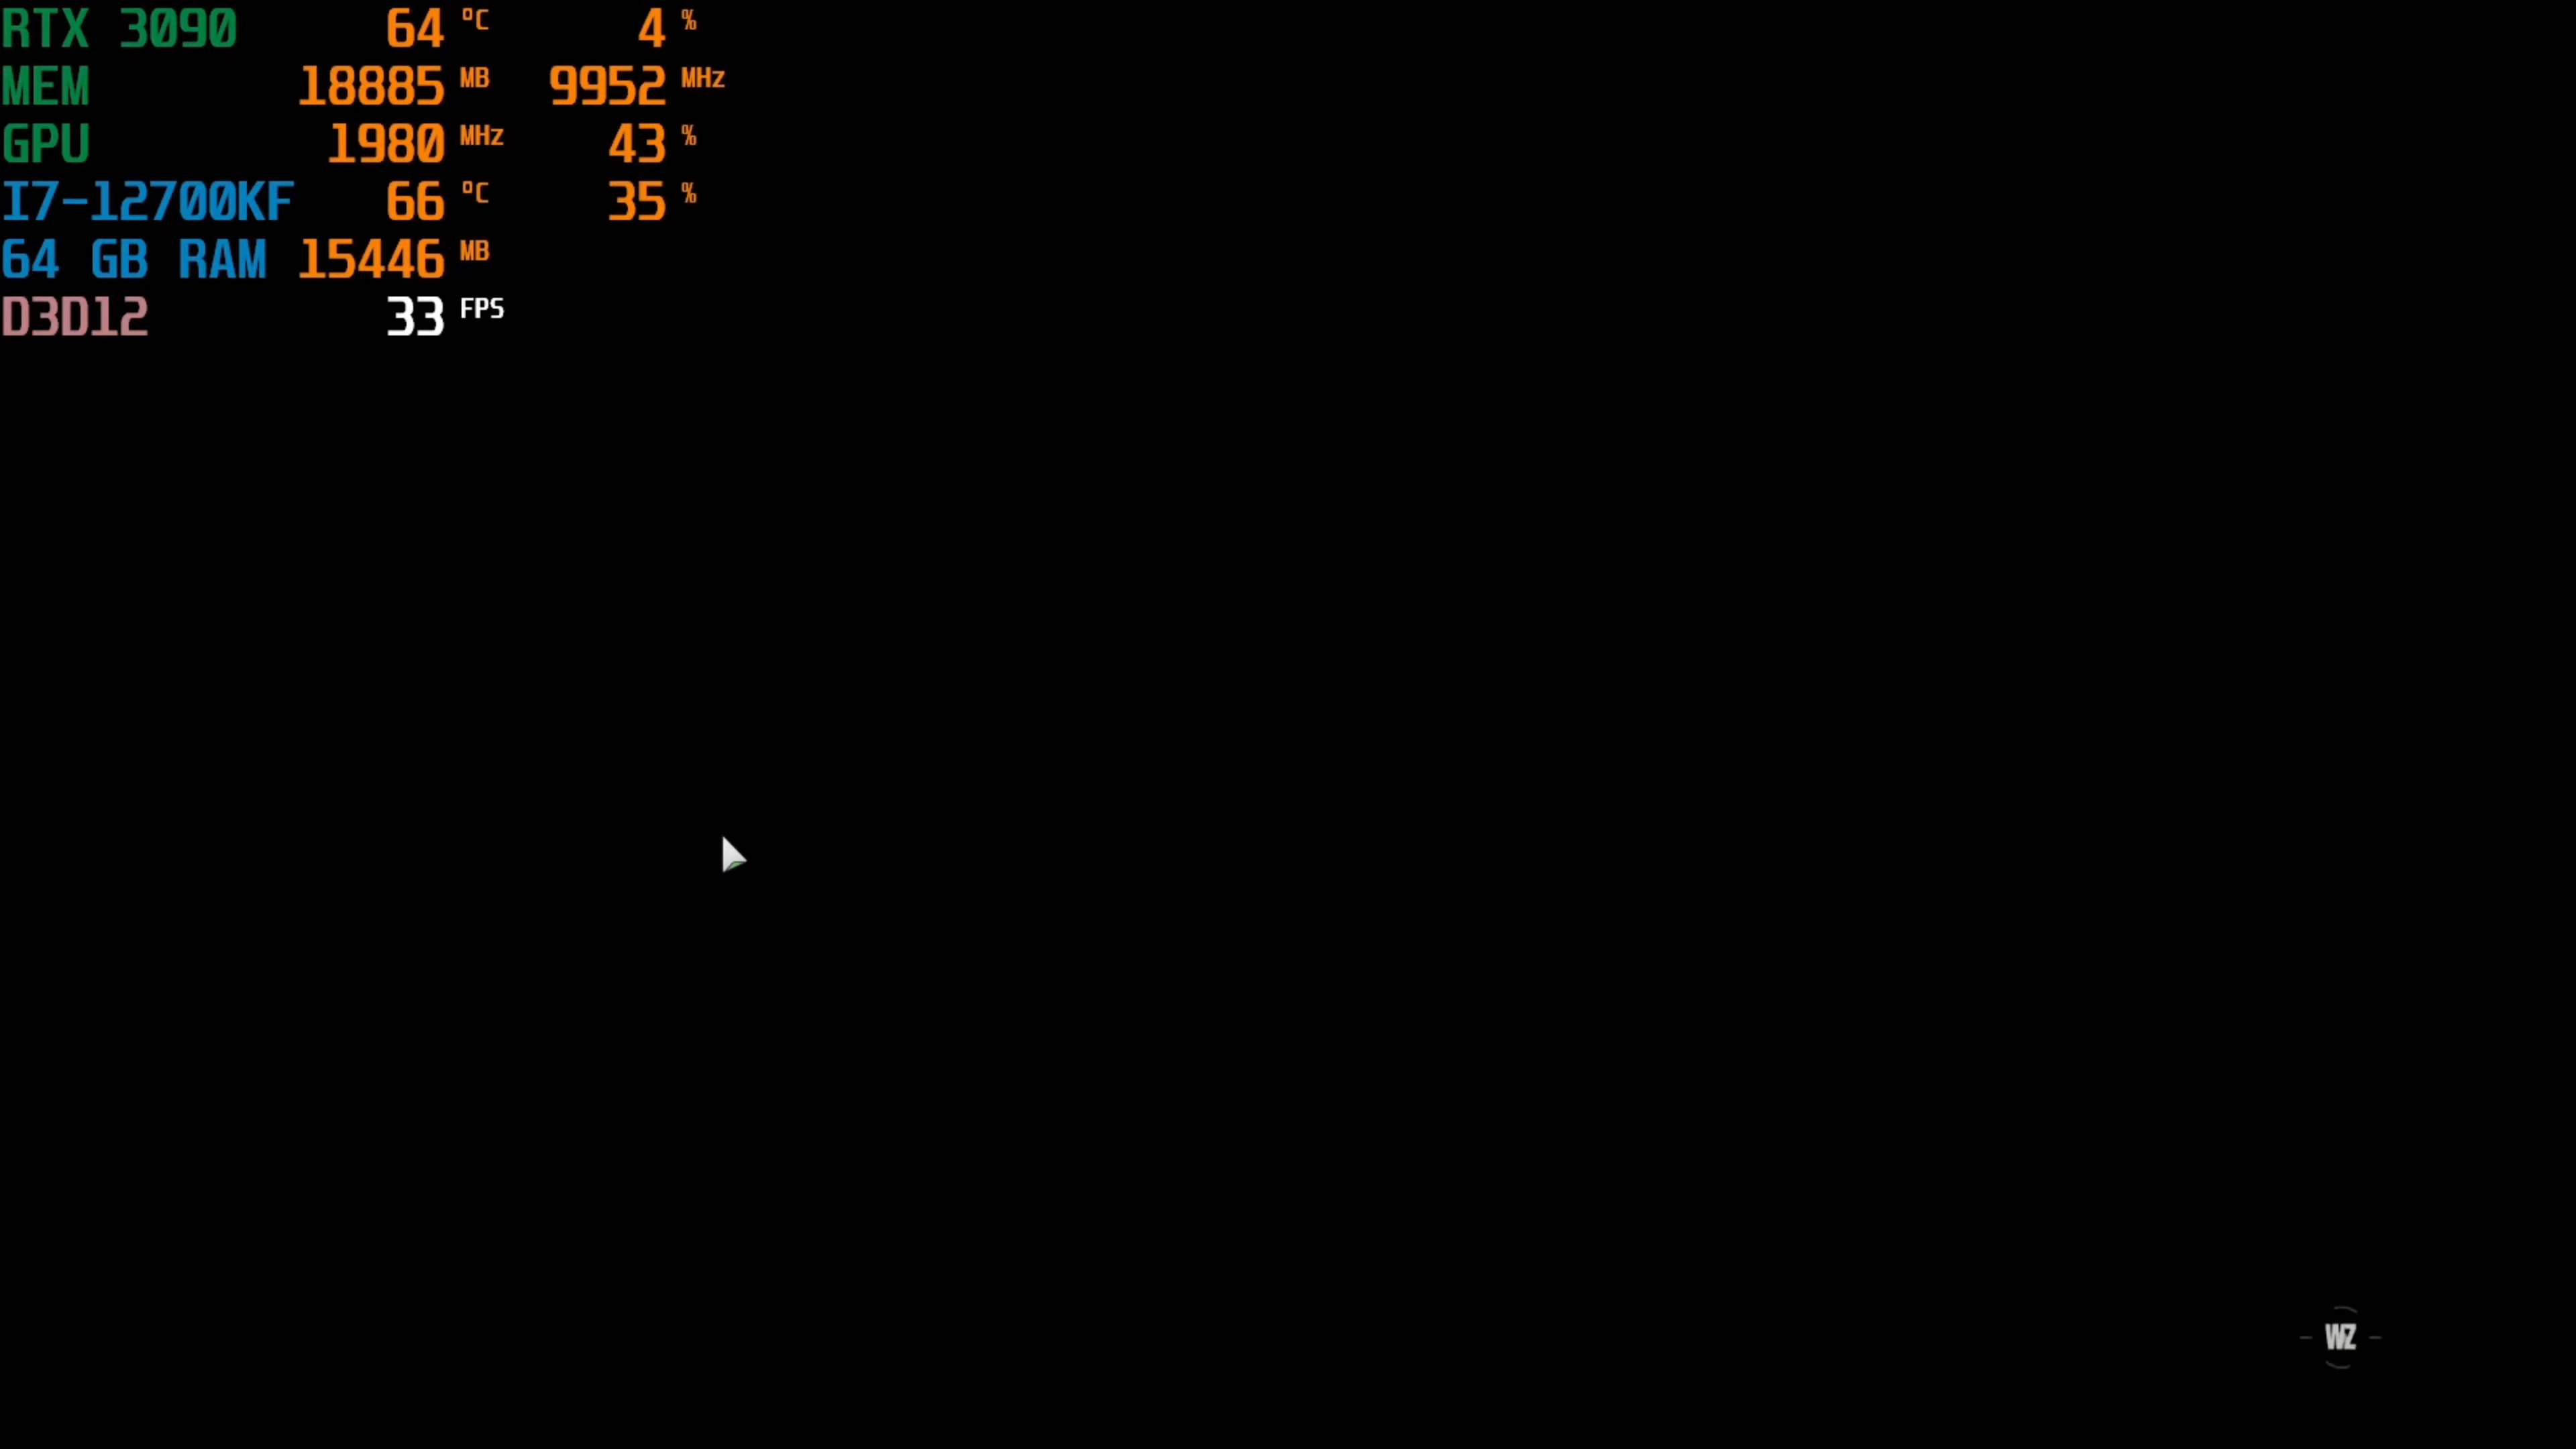 RTX 3090 64 °C 4 %
MEM 18885 MB 9952 MHz
GPU 1980 MHz 43 %
I7-12700KF 66 °C 35 %
64 GB RAM 15446 MB
D3D12 33 FPS
WZ